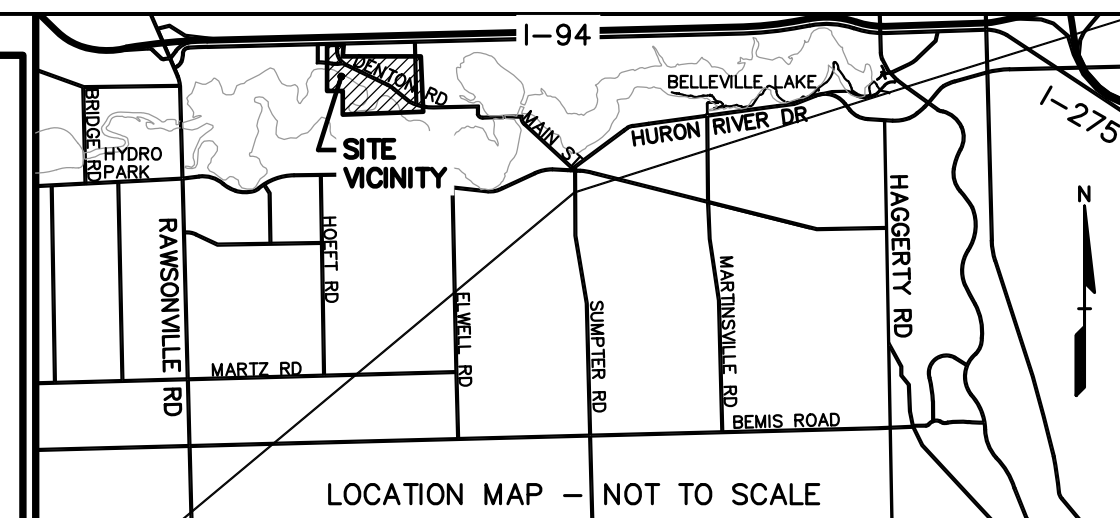 I-94
DENTON RD
BELLEVILLE LAKE
BRIDGE RD
I-275
MAIN ST
HURON RIVER DR
HYDRO
PARK
SITE
VICINITY
N
HAGGERTY RD
RAWSONVILLE RD
HOEFT RD
MARTINSVILLE RD
ELWELL RD
SUMPTER RD
MARTZ RD
BEMIS ROAD
LOCATION MAP - NOT TO SCALE